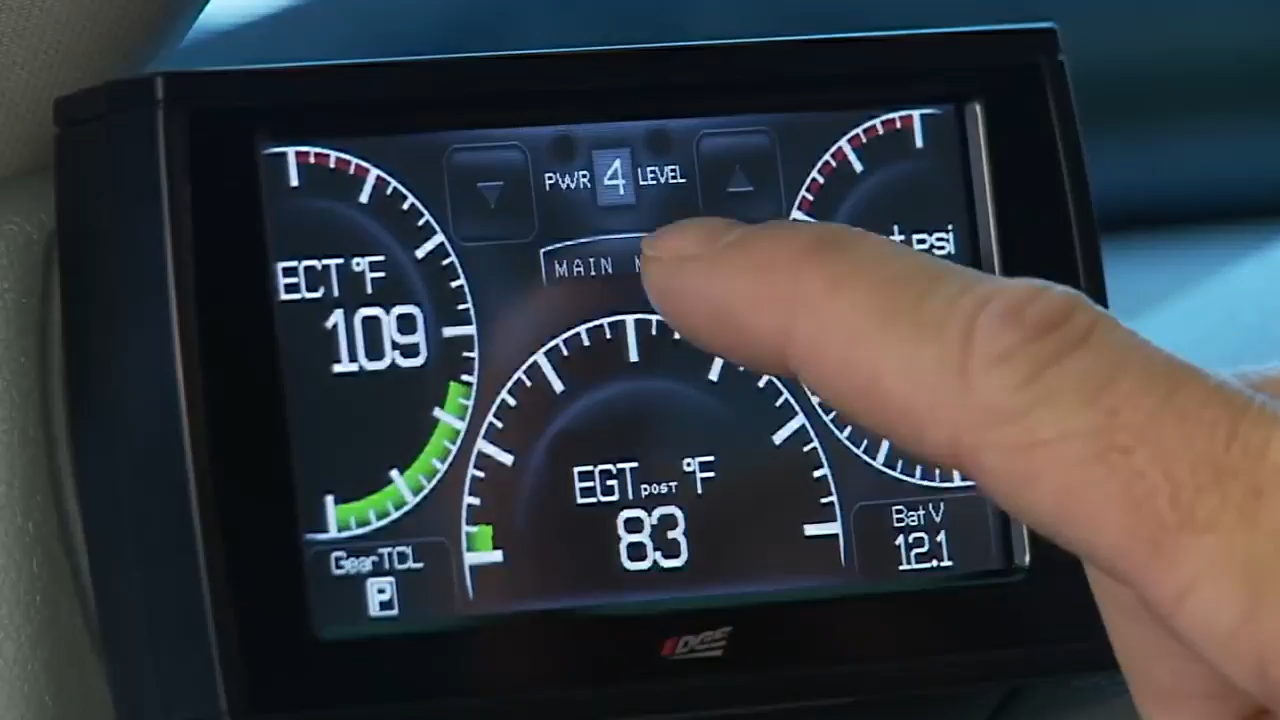 PWR 4 LEVEL
MAIN
ECT °F
109
psi
EGT POST °F
83
GearTCL
P
Bat V
12.1
EDGE